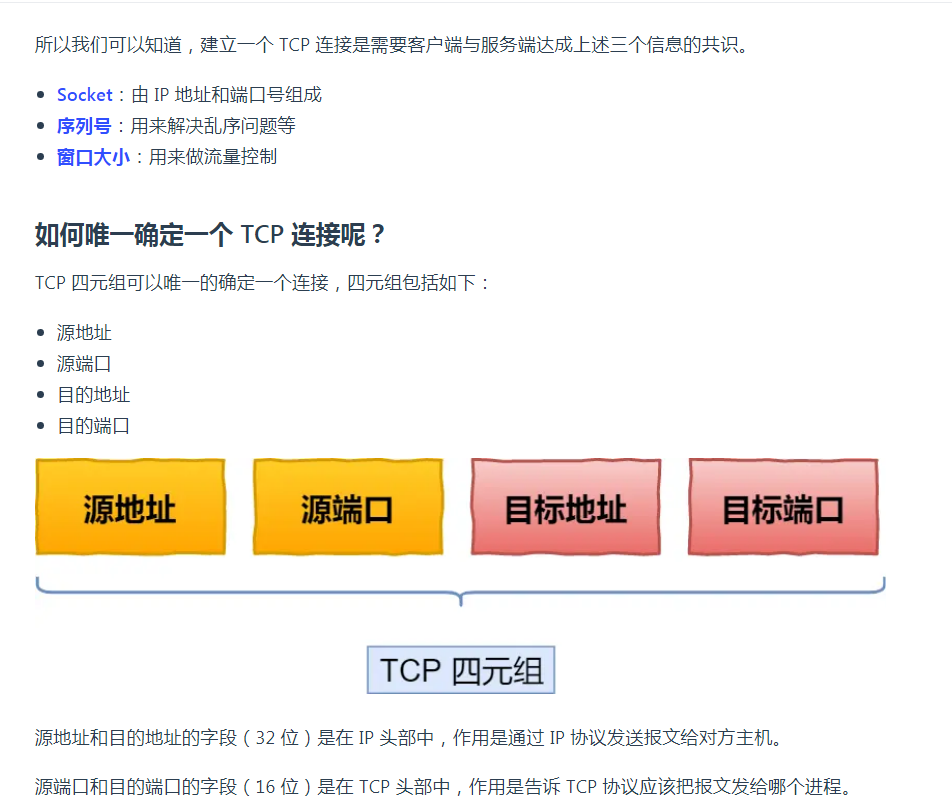 所以我们可以知道，建立一个 TCP 连接是需要客户端与服务端达成上述三个信息的共识。
Socket：由 IP 地址和端口号组成
序列号：用来解决乱序问题等
窗口大小：用来做流量控制
如何唯一确定一个 TCP 连接呢？
TCP 四元组可以唯一的确定一个连接，四元组包括如下：
源地址
源端口
目的地址
目的端口
源地址 源端口 目标地址 目标端口
TCP 四元组
源地址和目的地址的字段（32 位）是在 IP 头部中，作用是通过 IP 协议发送报文给对方主机。
源端口和目的端口的字段（16 位）是在 TCP 头部中，作用是告诉 TCP 协议应该把报文发给哪个进程。